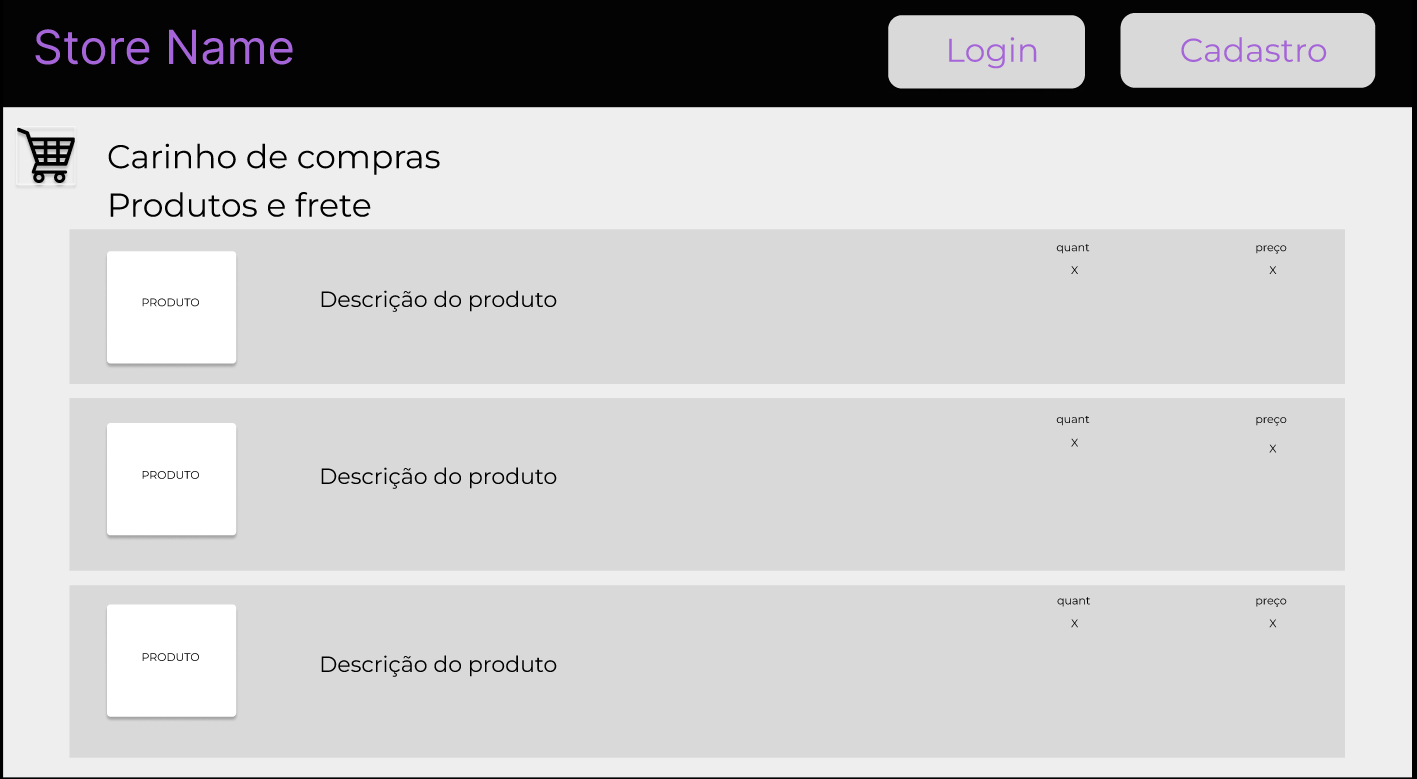 Store Name
Login
Cadastro
Carinho de compras
Produtos e frete
PRODUTO
Descrição do produto
quant
X
preço
X
PRODUTO
Descrição do produto
quant
X
preço
X
PRODUTO
Descrição do produto
quant
X
preço
X